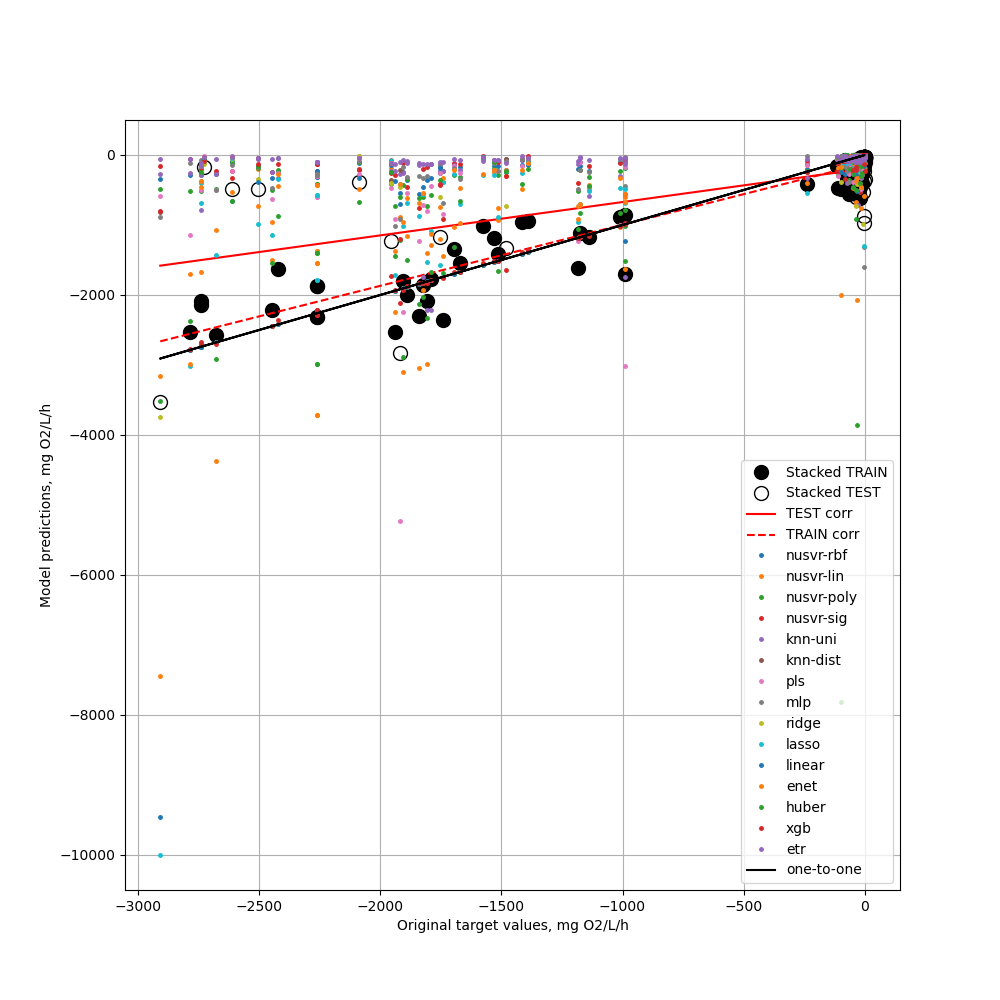 0
−2000
−4000
−6000
−8000
−10000
Model predictions, mg O2/L/h
Stacked TRAIN
Stacked TEST
TEST corr
TRAIN corr
nusvr-rbf
nusvr-lin
nusvr-poly
nusvr-sig
knn-uni
knn-dist
pls
mlp
ridge
lasso
linear
enet
huber
xgb
etr
one-to-one
−3000 −2500 −2000 −1500 −1000 −500 0
Original target values, mg O2/L/h